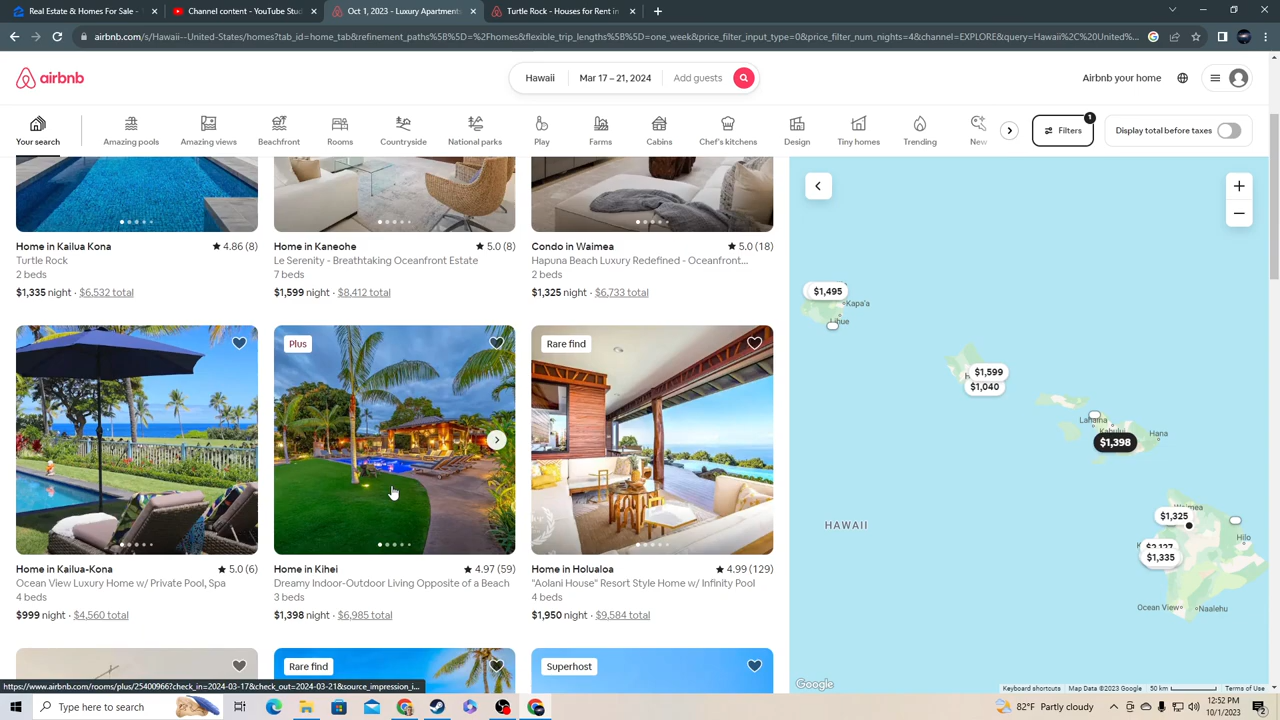 Real Estate & Homes For Sale -
Channel content - YouTube Stud
Oct 1, 2023 - Luxury Apartments
Turtle Rock - Houses for Rent in
airbnb.com/s/Hawaii--United-States/homes?tab_id=home_tab&refinement_paths%5B%5D=%2Fhomes&flexible_trip_lengths%5B%5D=one_week&price_filter_input_type=0&price_filter_num_nights=4&channel=EXPLORE&query=Hawaii%2C%20United%...
airbnb
Hawaii
Mar 17 – 21, 2024
Add guests
Airbnb your home
Your search
Amazing pools
Amazing views
Beachfront
Rooms
Countryside
National parks
Play
Farms
Cabins
Chef's kitchens
Design
Tiny homes
Trending
New
Filters
1
Display total before taxes
Home in Kailua Kona
★ 4.86 (8)
Turtle Rock
2 beds
$1,335 night · $6,532 total
Home in Kaneohe
★ 5.0 (8)
Le Serenity - Breathtaking Oceanfront Estate
7 beds
$1,599 night · $8,412 total
Condo in Waimea
★ 5.0 (18)
Hapuna Beach Luxury Redefined - Oceanfront...
2 beds
$1,325 night · $6,733 total
Plus
Rare find
Home in Kailua-Kona
★ 5.0 (6)
Ocean View Luxury Home w/ Private Pool, Spa
4 beds
$999 night · $4,560 total
Home in Kihei
★ 4.97 (59)
Dreamy Indoor-Outdoor Living Opposite of a Beach
3 beds
$1,398 night · $6,985 total
Home in Holualoa
★ 4.99 (129)
"Aolani House" Resort Style Home w/ Infinity Pool
4 beds
$1,950 night · $9,584 total
Rare find
Superhost
$1,495
Kapa'a
Lihue
$1,599
$1,040
Lahaina
Kahului
Hana
$1,398
HAWAII
Waimea
$1,325
Hilo
$1,335
Ocean View
Naalehu
Google
Keyboard shortcuts
Map Data ©2023 Google
50 km
Terms of Use
https://www.airbnb.com/rooms/plus/25400966?check_in=2024-03-17&check_out=2024-03-21&source_impression_i...
Type here to search
82°F Partly cloudy
12:52 PM
10/1/2023